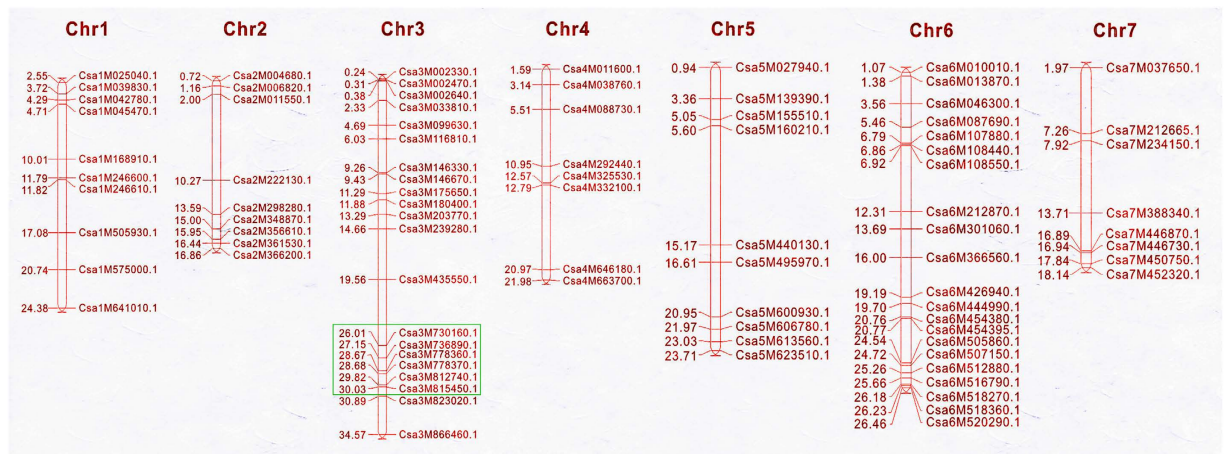 Chr1
2.55 Csa1M025040.1
3.72 Csa1M039830.1
4.29 Csa1M042780.1
4.71 Csa1M045470.1
10.01 Csa1M168910.1
11.79 Csa1M246600.1
11.82 Csa1M246610.1
17.08 Csa1M505930.1
20.74 Csa1M575000.1
24.38 Csa1M641010.1
Chr2
0.72 Csa2M004680.1
1.16 Csa2M006820.1
2.00 Csa2M011550.1
10.27 Csa2M222130.1
13.59 Csa2M298280.1
15.00 Csa2M348870.1
15.95 Csa2M356610.1
16.44 Csa2M361530.1
16.86 Csa2M366200.1
Chr3
0.24 Csa3M002330.1
0.31 Csa3M002470.1
0.38 Csa3M002640.1
2.33 Csa3M033810.1
4.69 Csa3M099630.1
6.03 Csa3M116810.1
9.26 Csa3M146330.1
9.43 Csa3M146670.1
11.29 Csa3M175650.1
11.88 Csa3M180400.1
13.29 Csa3M203770.1
14.66 Csa3M239280.1
19.56 Csa3M435550.1
26.01 Csa3M730160.1
27.15 Csa3M736890.1
28.67 Csa3M778360.1
28.68 Csa3M778370.1
29.82 Csa3M812740.1
30.03 Csa3M815450.1
30.89 Csa3M823020.1
34.57 Csa3M866460.1
Chr4
1.59 Csa4M011600.1
3.14 Csa4M038760.1
5.51 Csa4M088730.1
10.95 Csa4M292440.1
12.57 Csa4M325530.1
12.79 Csa4M332100.1
20.97 Csa4M646180.1
21.98 Csa4M663700.1
Chr5
0.94 Csa5M027940.1
3.36 Csa5M139390.1
5.05 Csa5M155510.1
5.60 Csa5M160210.1
15.17 Csa5M440130.1
16.61 Csa5M495970.1
20.95 Csa5M600930.1
21.97 Csa5M606780.1
23.03 Csa5M613560.1
23.71 Csa5M623510.1
Chr6
1.07 Csa6M010010.1
1.38 Csa6M013870.1
3.56 Csa6M046300.1
5.46 Csa6M087690.1
6.79 Csa6M107880.1
6.86 Csa6M108440.1
6.92 Csa6M108550.1
12.31 Csa6M212870.1
13.69 Csa6M301060.1
16.00 Csa6M366560.1
19.19 Csa6M426940.1
19.70 Csa6M444990.1
20.76 Csa6M454380.1
20.77 Csa6M454395.1
24.54 Csa6M505860.1
24.72 Csa6M507150.1
25.26 Csa6M512880.1
25.66 Csa6M516790.1
26.18 Csa6M518270.1
26.23 Csa6M518360.1
26.46 Csa6M520290.1
Chr7
1.97 Csa7M037650.1
7.26 Csa7M212665.1
7.92 Csa7M234150.1
13.71 Csa7M388340.1
16.89 Csa7M446870.1
16.94 Csa7M446730.1
17.84 Csa7M450750.1
18.14 Csa7M452320.1